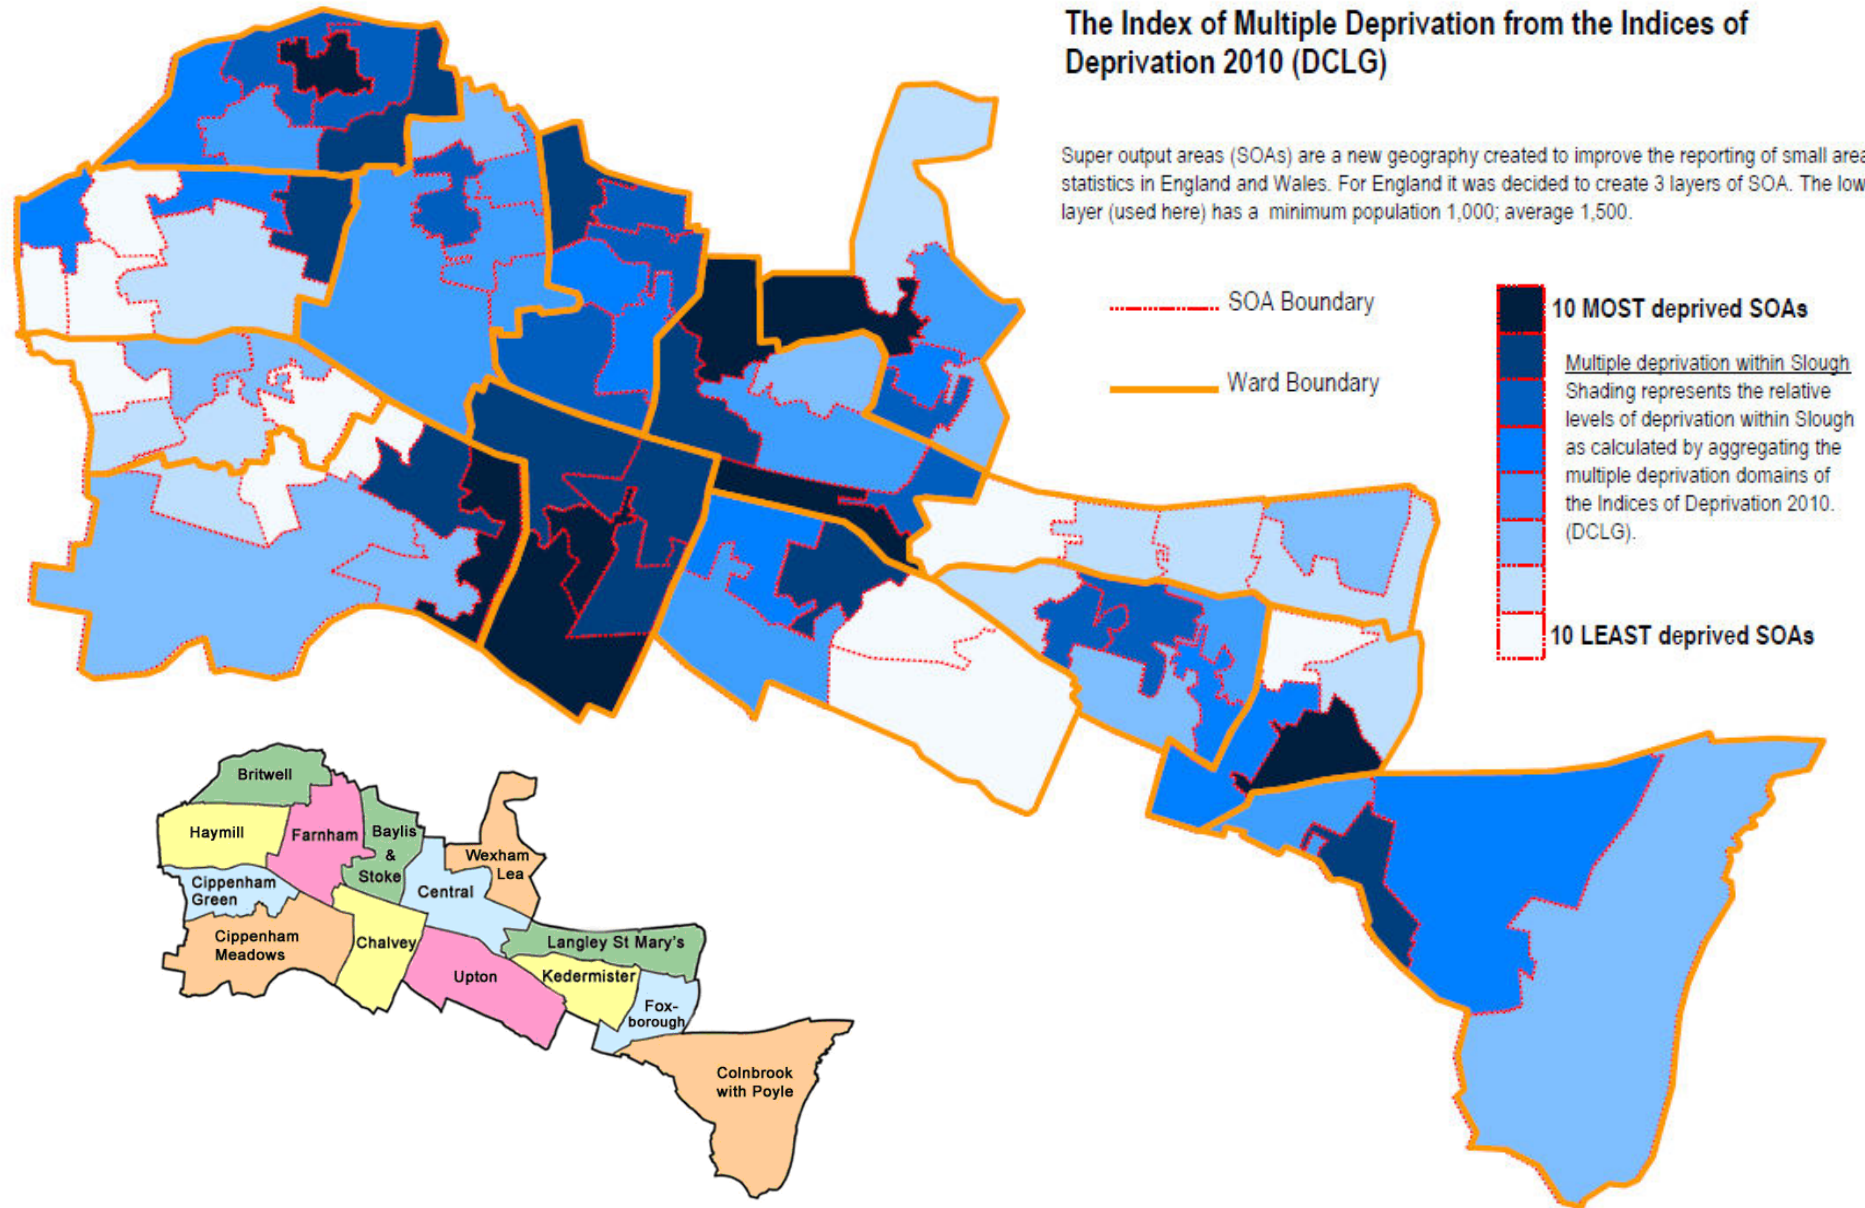 The Index of Multiple Deprivation from the Indices of
Deprivation 2010 (DCLG)
Super output areas (SOAs) are a new geography created to improve the reporting of small area
statistics in England and Wales. For England it was decided to create 3 layers of SOA. The low
layer (used here) has a minimum population 1,000; average 1,500.
SOA Boundary
Ward Boundary
10 MOST deprived SOAs
Multiple deprivation within Slough
Shading represents the relative
levels of deprivation within Slough
as calculated by aggregating the
multiple deprivation domains of
the Indices of Deprivation 2010.
(DCLG).
10 LEAST deprived SOAs
Britwell
Haymill
Farnham
Baylis
&
Stoke
Wexham
Lea
Cippenham
Green
Central
Cippenham
Meadows
Chalvey
Langley St Mary's
Upton
Kedermister
Fox-
borough
Colnbrook
with Poyle